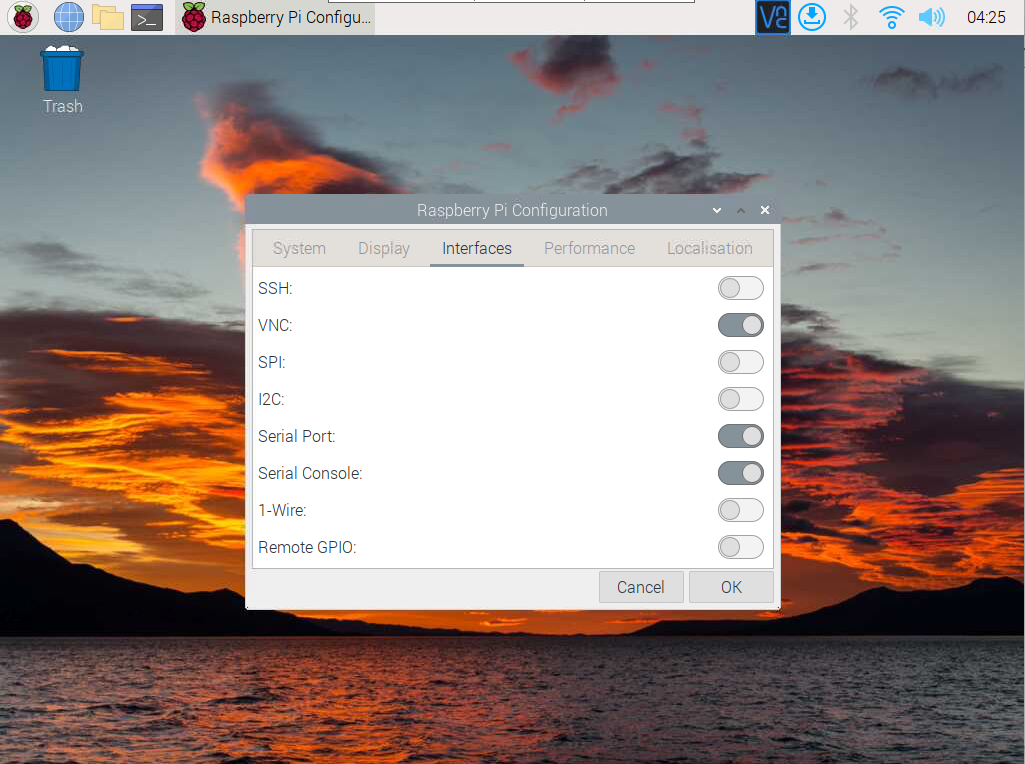 Raspberry Pi Configu...
V2
04:25
Trash
Raspberry Pi Configuration
System Display Interfaces Performance Localisation
SSH:
VNC:
SPI:
I2C:
Serial Port:
Serial Console:
1-Wire:
Remote GPIO:
Cancel OK